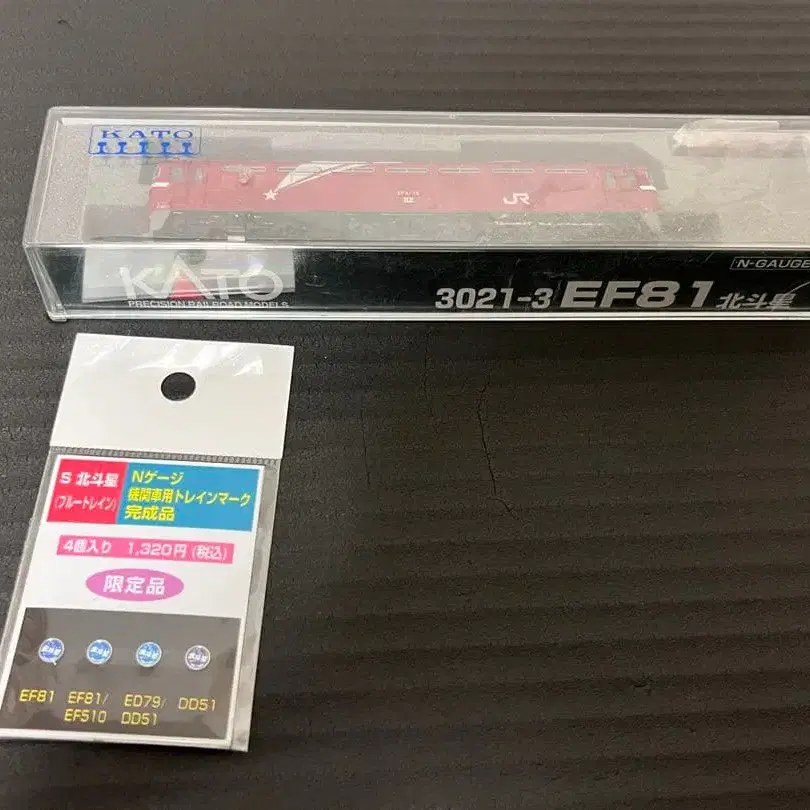 KATO
JR
N-GAUGE
KATO
PRECISION RAILROAD MODELS
3021-3 EF81 北斗星
S 北斗星
(ブルートレイン)
Nゲージ
機関車用トレインマーク
完成品
4個入り 1,320円(税込)
限定品
EF81 EF81/ ED79/ DD51
EF510 DD51